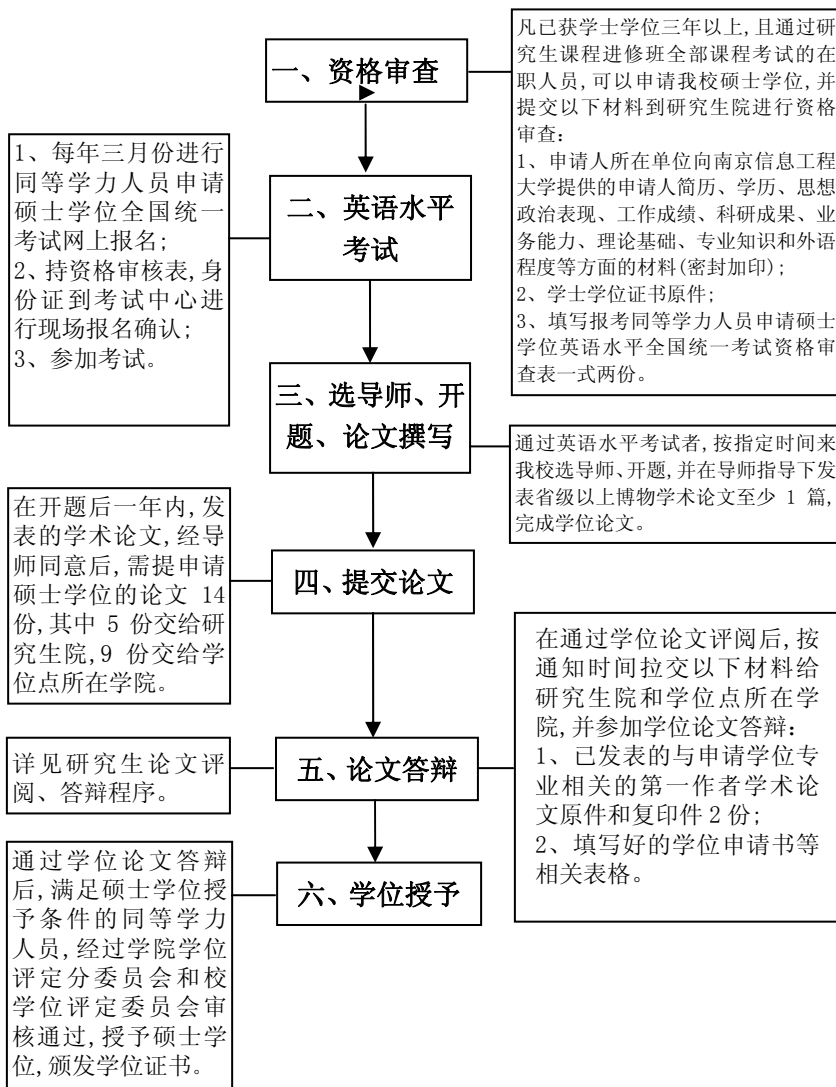 一、资格审查
凡已获学士学位三年以上,且通过研
究生课程进修班全部课程考试的在
职人员,可以申请我校硕士学位,并
提交以下材料到研究生院进行资格
审查:
1、申请人所在单位向南京信息工程
大学提供的申请人简历、学历、思想
政治表现、工作成绩、科研成果、业
务能力、理论基础、专业知识和外语
程度等方面的材料(密封加印);
2、学士学位证书原件;
3、填写报考同等学力人员申请硕士
学位英语水平全国统一考试资格审
查表一式两份。
1、每年三月份进行
同等学力人员申请
硕士学位全国统一
考试网上报名;
2、持资格审核表,身
份证到考试中心进
行现场报名确认;
3、参加考试。
二、英语水平
考试
三、选导师、开
题、论文撰写
通过英语水平考试者,按指定时间来
我校选导师、开题,并在导师指导下发
表省级以上博物学术论文至少 1 篇,
完成学位论文。
在开题后一年内,发
表的学术论文,经导
师同意后,需提申请
硕士学位的论文 14
份,其中 5 份交给研
究生院,9 份交给学
位点所在学院。
四、提交论文
在通过学位论文评阅后,按
通知时间拉交以下材料给
研究生院和学位点所在学
院,并参加学位论文答辩:
1、已发表的与申请学位专
业相关的第一作者学术论
文原件和复印件 2 份;
2、填写好的学位申请书等
相关表格。
详见研究生论文评
阅、答辩程序。
五、论文答辩
通过学位论文答辩
后,满足硕士学位授
予条件的同等学力
人员,经过学院学位
评定分委员会和校
学位评定委员会审
核通过,授予硕士学
位,颁发学位证书。
六、学位授予